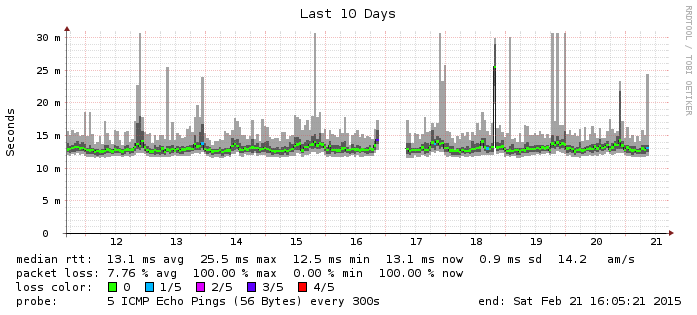 Last 10 Days
RRDTOOL / TOBI OETIKER
Seconds
30 m
25 m
20 m
15 m
10 m
5 m
0
12 13 14 15 16 17 18 19 20 21
median rtt: 13.1 ms avg 25.5 ms max 12.5 ms min 13.1 ms now 0.9 ms sd 14.2 am/s
packet loss: 7.76 % avg 100.00 % max 0.00 % min 100.00 % now
loss color: 0 1/5 2/5 3/5 4/5
probe: 5 ICMP Echo Pings (56 Bytes) every 300s end: Sat Feb 21 16:05:21 2015